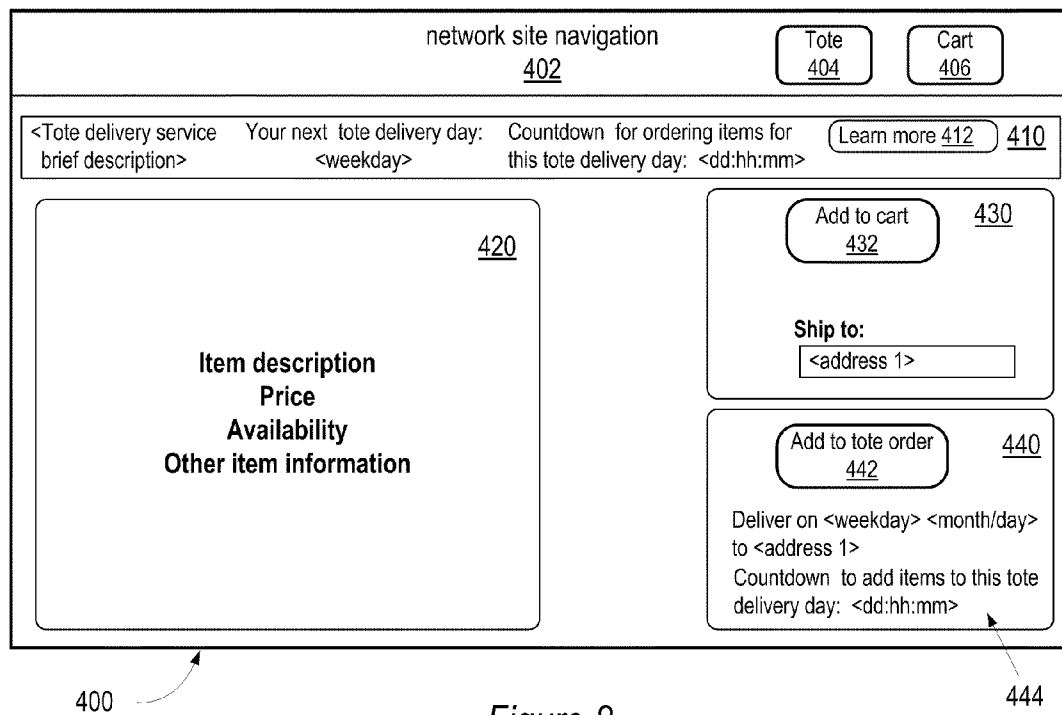 network site navigation
402
Tote
404
Cart
406
<Tote delivery service
brief description>
Your next tote delivery day:
<weekday>
Countdown for ordering items for
this tote delivery day: <dd:hh:mm>
Learn more 412
410
420
Item description
Price
Availability
Other item information
Add to cart
432
430
Ship to:
<address 1>
Add to tote order
442
440
Deliver on <weekday> <month/day>
to <address 1>
Countdown to add items to this tote
delivery day: <dd:hh:mm>
400
444